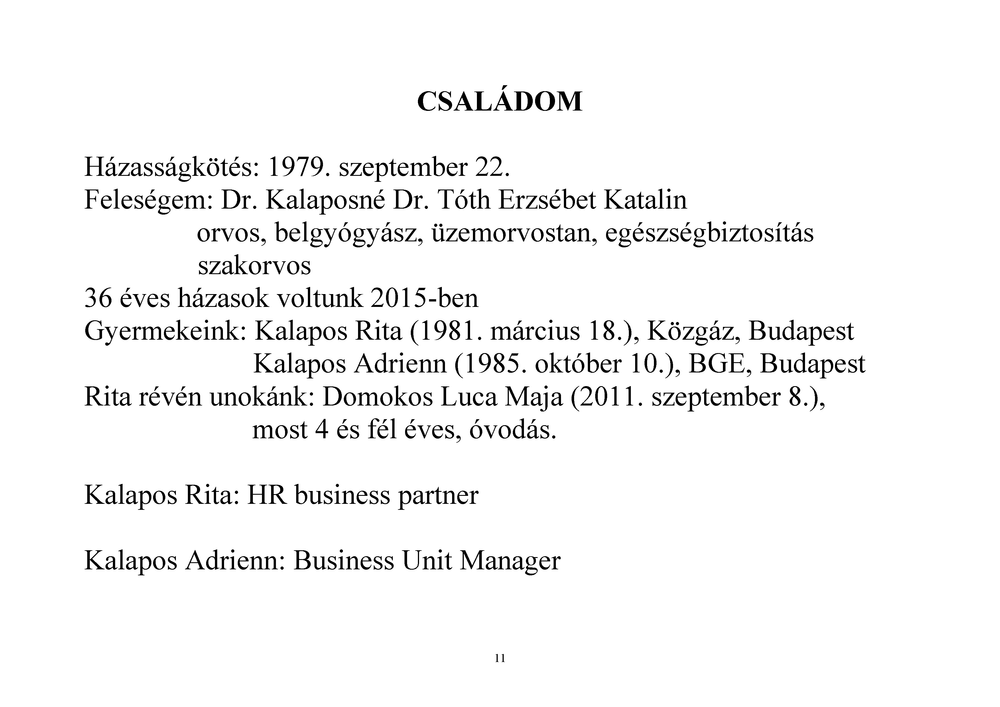 CSALÁDOM
Házasságkötés: 1979. szeptember 22.
Feleségem: Dr. Kalaposné Dr. Tóth Erzsébet Katalin
orvos, belgyógyász, üzemorvostan, egészségbiztosítás
szakorvos
36 éves házasok voltunk 2015-ben
Gyermekeink: Kalapos Rita (1981. március 18.), Közgáz, Budapest
Kalapos Adrienn (1985. október 10.), BGE, Budapest
Rita révén unokánk: Domokos Luca Maja (2011. szeptember 8.),
most 4 és fél éves, óvodás.
Kalapos Rita: HR business partner
Kalapos Adrienn: Business Unit Manager
11